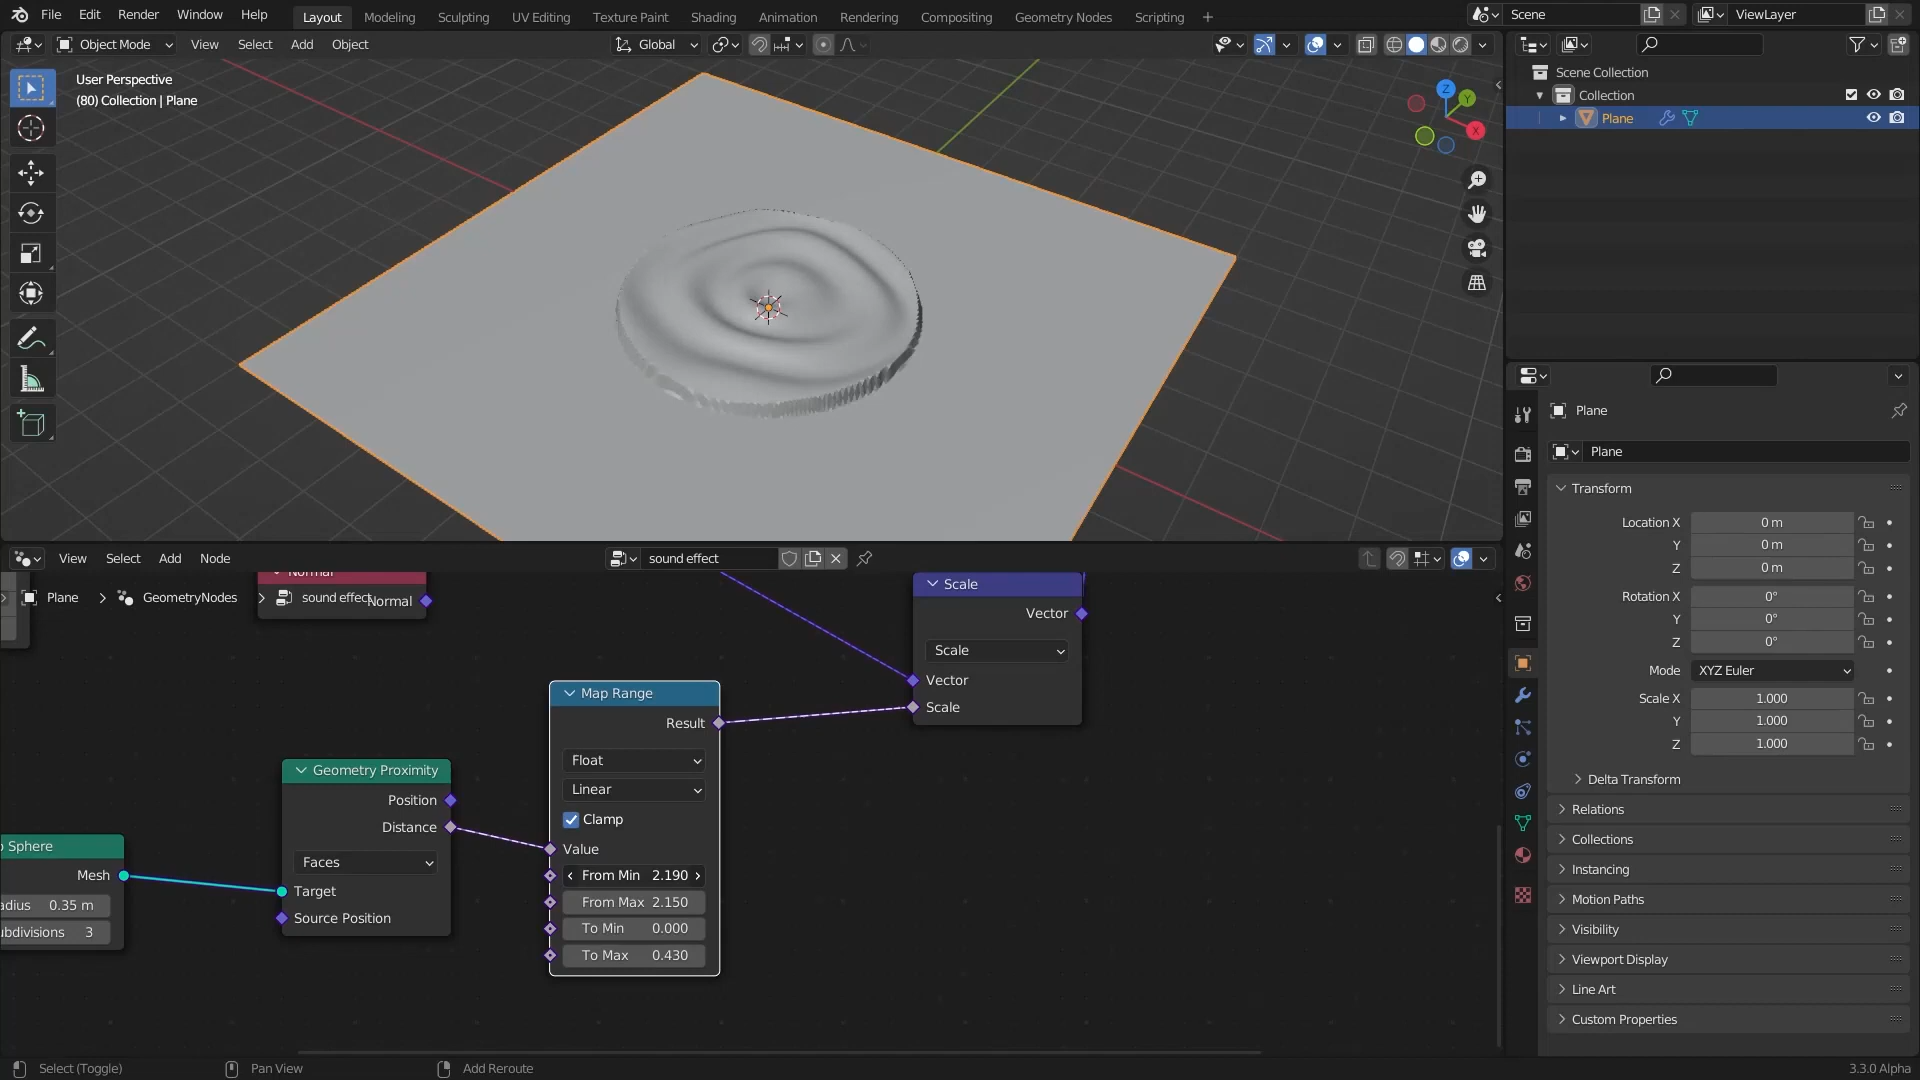 File Edit Render Window Help
Layout Modeling Sculpting UV Editing Texture Paint Shading Animation Rendering Compositing Geometry Nodes Scripting +
Scene
ViewLayer
Object Mode View Select Add Object
Global
User Perspective
(80) Collection | Plane
Z
Y
X
Scene Collection
Collection
Plane
Plane
Plane
Transform
Location X 0 m
Y 0 m
Z 0 m
Rotation X 0°
Y 0°
Z 0°
Mode XYZ Euler
Scale X 1.000
Y 1.000
Z 1.000
Delta Transform
Relations
Collections
Instancing
Motion Paths
Visibility
Viewport Display
Line Art
Custom Properties
View Select Add Node
sound effect
Plane > GeometryNodes > sound effect
Normal
Normal
Scale
Vector
Scale
Vector
Scale
Map Range
Result
Float
Linear
Clamp
Value
From Min 2.190
From Max 2.150
To Min 0.000
To Max 0.430
Geometry Proximity
Position
Distance
Faces
Target
Source Position
Sphere
Mesh
adius 0.35 m
ubdivisions 3
Select (Toggle) Pan View Add Reroute
3.3.0 Alpha